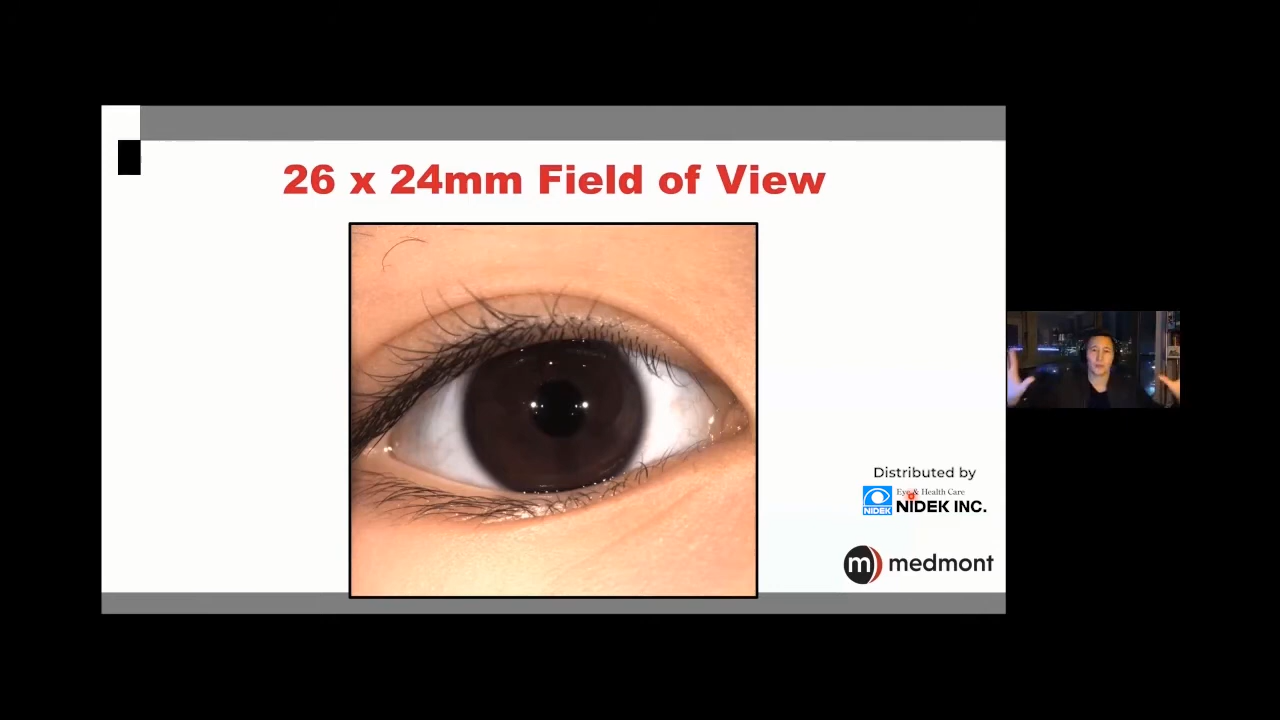 26 x 24mm Field of View
Distributed by
Eye & Health Care
NIDEK
NIDEK INC.
m medmont